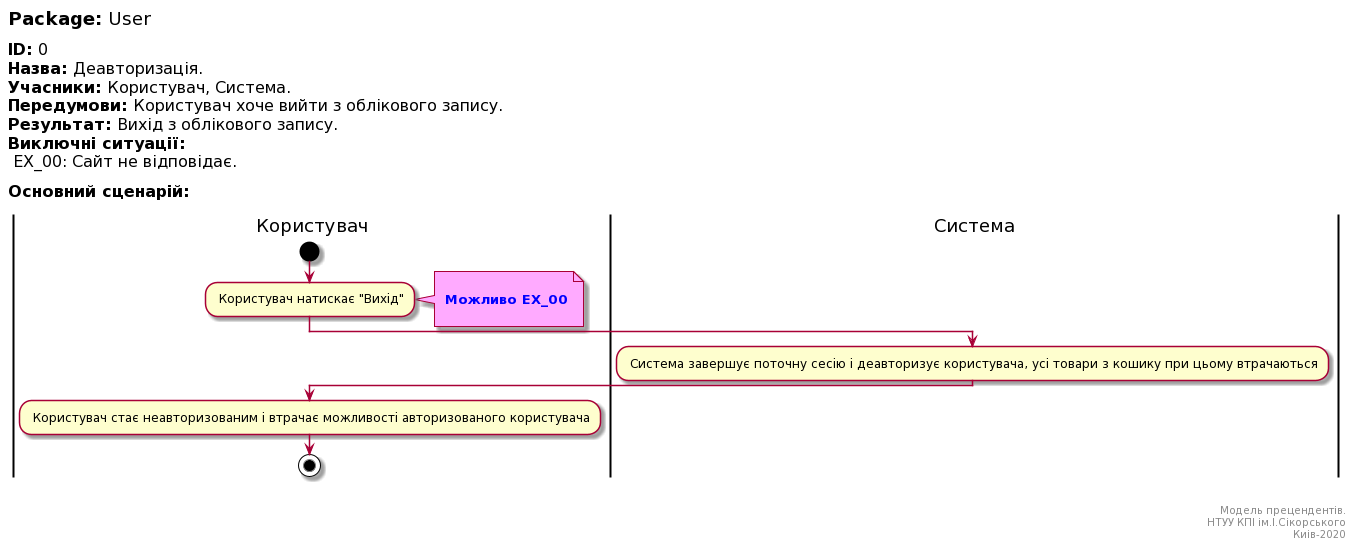 Package: User
ID: 0
Назва: Деавторизація.
Учасники: Користувач, Система.
Передумови: Користувач хоче вийти з облікового запису.
Результат: Вихід з облікового запису.
Виключні ситуації:
EX_00: Сайт не відповідає.
Основний сценарій:
Користувач
Система
Користувач натискає "Вихід"
Можливо EX_00
Система завершує поточну сесію і деавторизує користувача, усі товари з кошику при цьому втрачаються
Користувач стає неавторизованим і втрачає можливості авторизованого користувача
Модель прецендентів.
НТУУ КПІ ім.І.Сікорського
Київ-2020